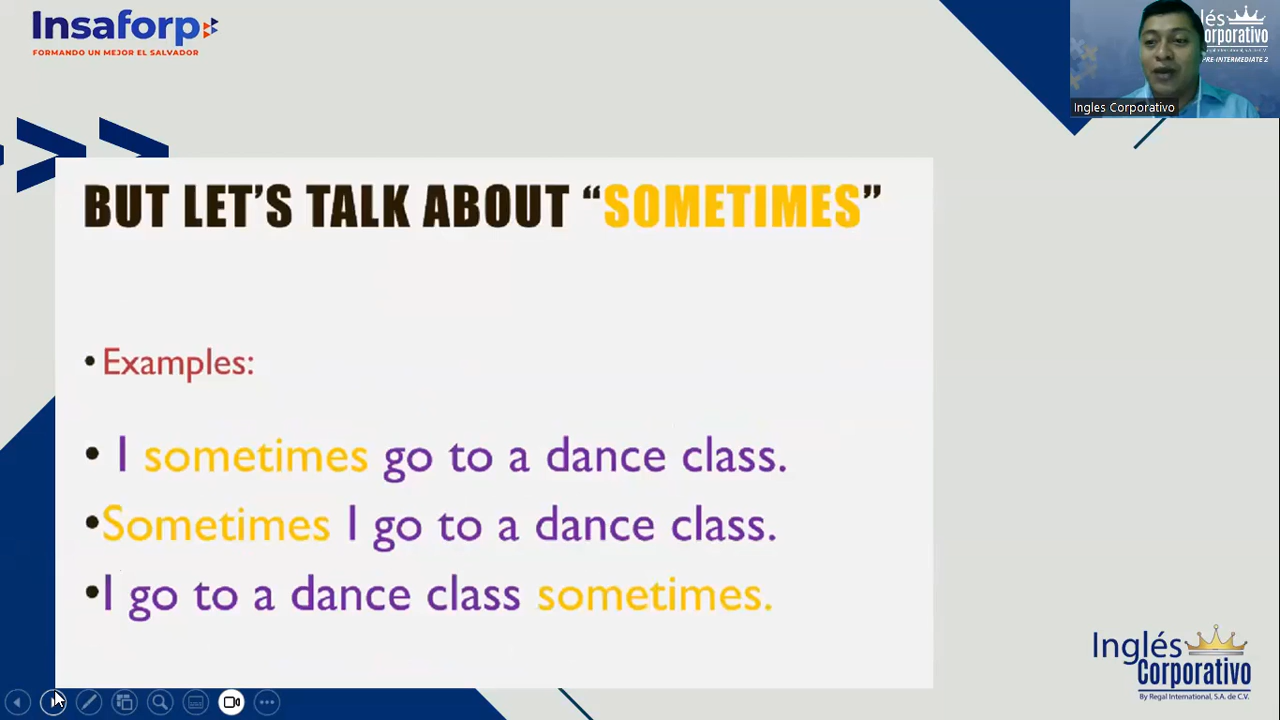 Insaforp
FORMANDO UN MEJOR EL SALVADOR
lés
orporativo
PRE-INTERMEDIATE 2
Ingles Corporativo
BUT LET'S TALK ABOUT “SOMETIMES”
• Examples:
• I sometimes go to a dance class.
• Sometimes I go to a dance class.
• I go to a dance class sometimes.
Inglés
Corporativo
By Regal International, S.A. de C.V.